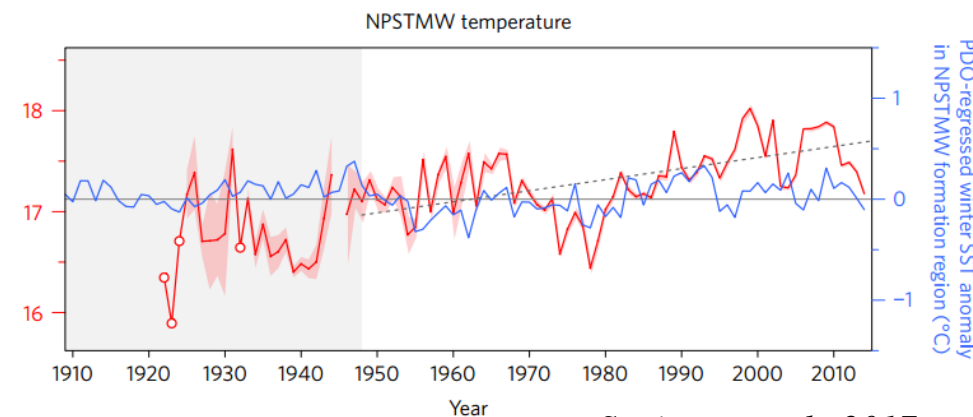 NPSTMW temperature
18
17
16
1
0
−1
PDO-regressed winter SST anomaly
in NPSTMW formation region (°C)
1910 1920 1930 1940 1950 1960 1970 1980 1990 2000 2010
Year